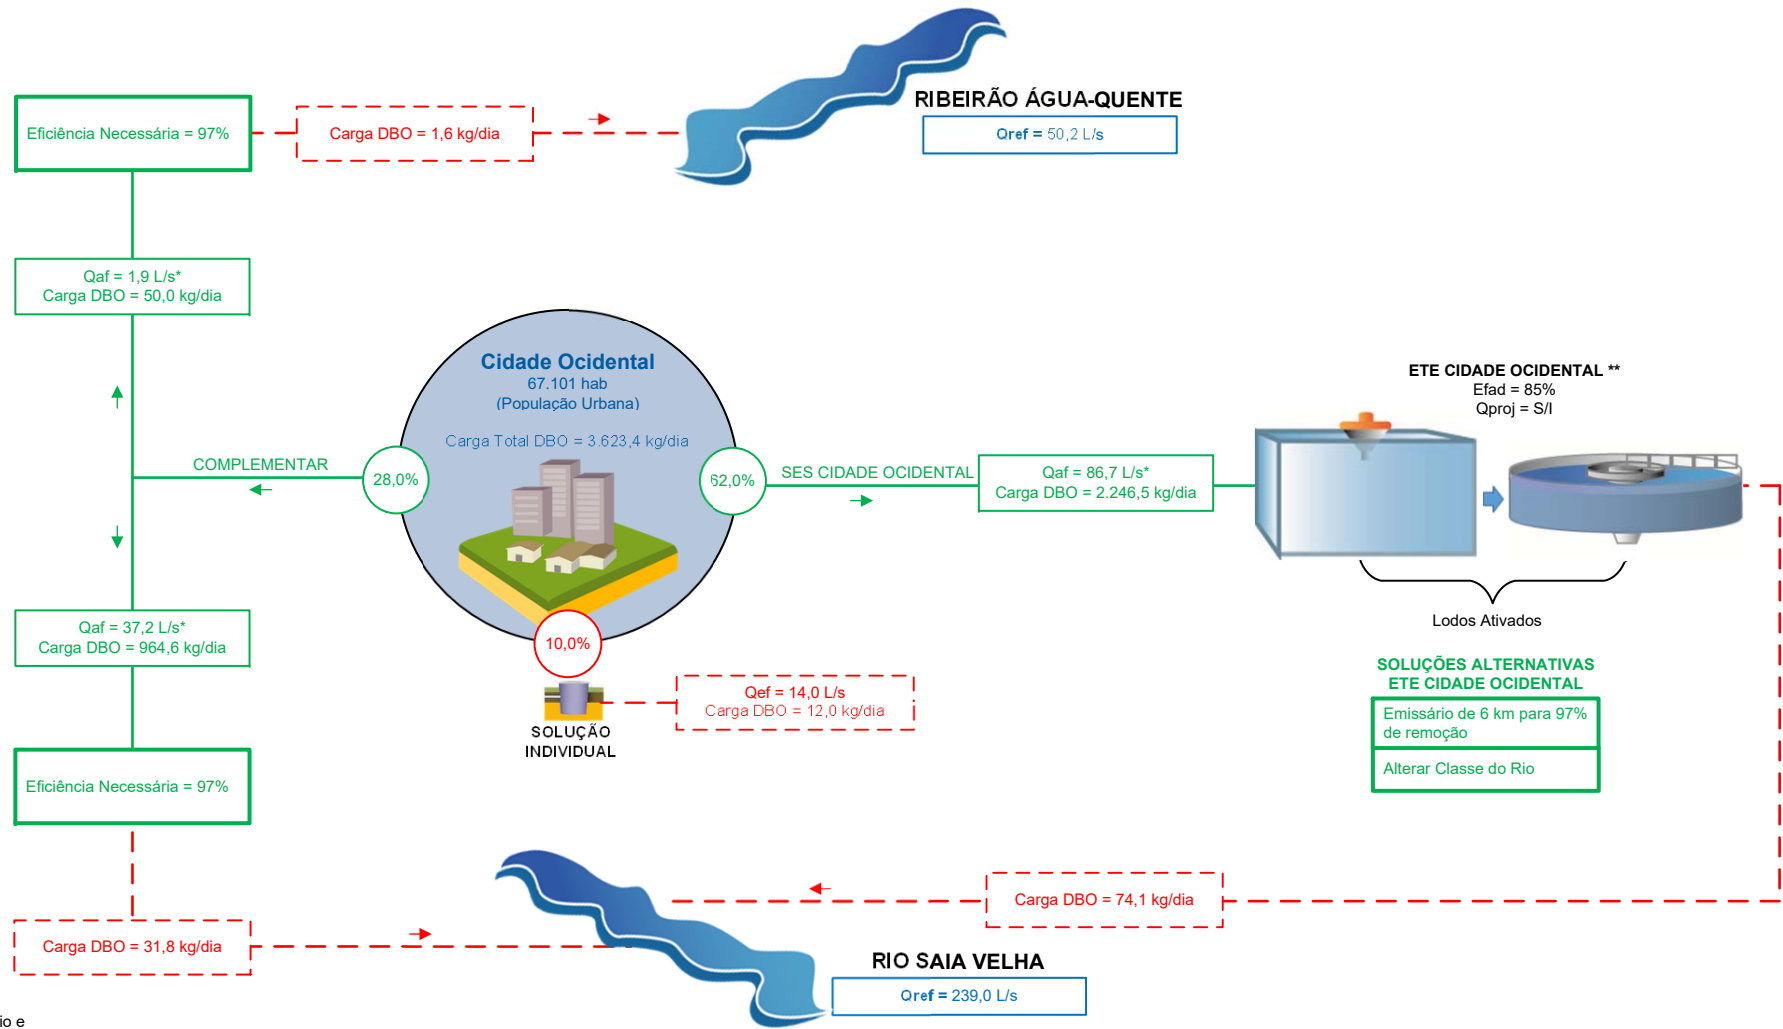 RIBEIRÃO ÁGUA-QUENTE
Qref = 50,2 L/s
Eficiência Necessária = 97%
Carga DBO = 1,6 kg/dia
Qaf = 1,9 L/s*
Carga DBO = 50,0 kg/dia
Cidade Ocidental
67.101 hab
(População Urbana)
Carga Total DBO = 3.623,4 kg/dia
COMPLEMENTAR
28,0%
62,0%
SES CIDADE OCIDENTAL
Qaf = 86,7 L/s*
Carga DBO = 2.246,5 kg/dia
ETE CIDADE OCIDENTAL **
Efad = 85%
Qproj = S/I
Lodos Ativados
Qaf = 37,2 L/s*
Carga DBO = 964,6 kg/dia
10,0%
Qef = 14,0 L/s
Carga DBO = 12,0 kg/dia
SOLUÇÃO
INDIVIDUAL
SOLUÇÕES ALTERNATIVAS
ETE CIDADE OCIDENTAL
Emissário de 6 km para 97%
de remoção
Alterar Classe do Rio
Eficiência Necessária = 97%
Carga DBO = 74,1 kg/dia
Carga DBO = 31,8 kg/dia
RIO SAIA VELHA
Qref = 239,0 L/s
io e